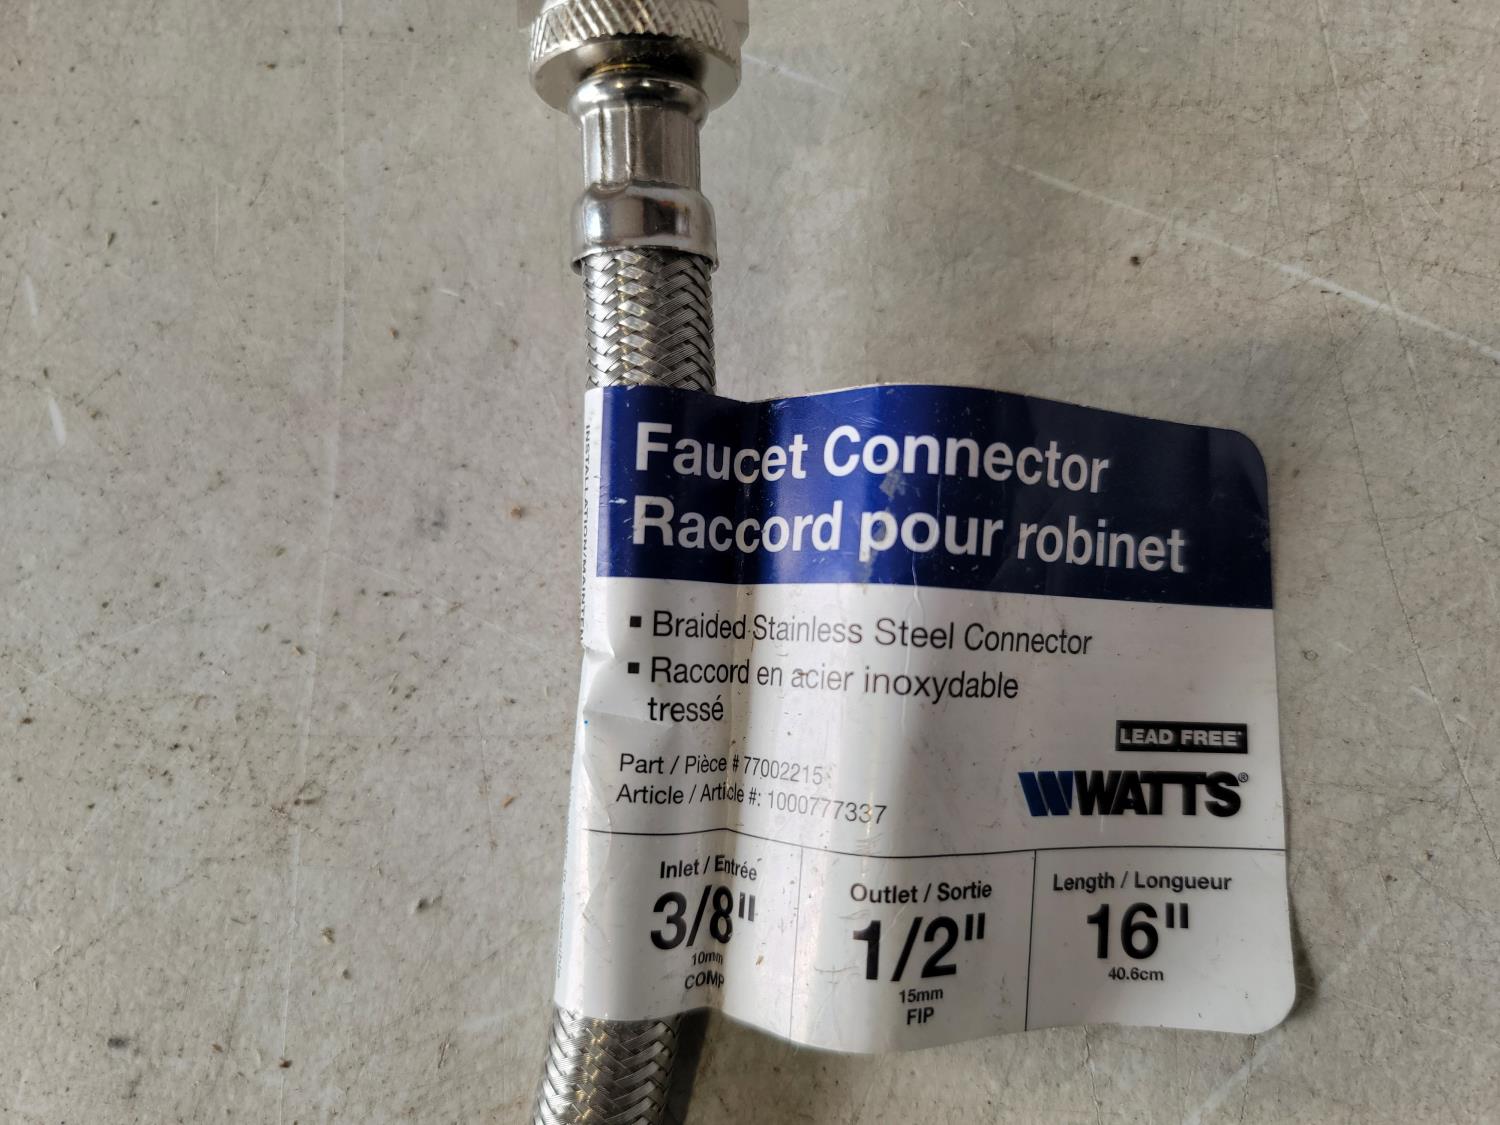 Faucet Connector
Raccord pour robinet
▪ Braided Stainless Steel Connector
▪ Raccord en acier inoxydable
tressé
LEAD FREE*
Part / Pièce # 77002215
Article / Article #: 1000777337
WATTS®
Inlet / Entrée
3/8"
10mm
COMP
Outlet / Sortie
1/2"
15mm
FIP
Length / Longueur
16"
40.6cm